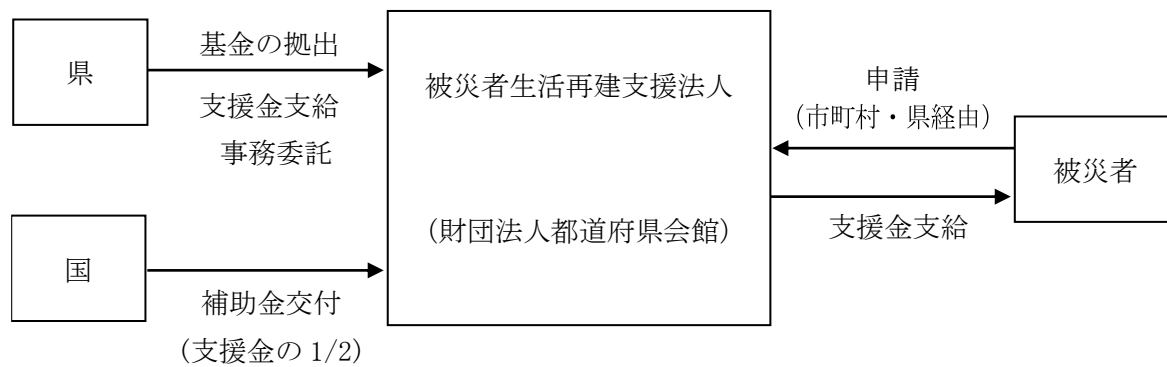 県
基金の拠出
支援金支給
事務委託
国
補助金交付
(支援金の 1/2)
被災者生活再建支援法人
(財団法人都道府県会館)
申請
(市町村・県経由)
支援金支給
被災者